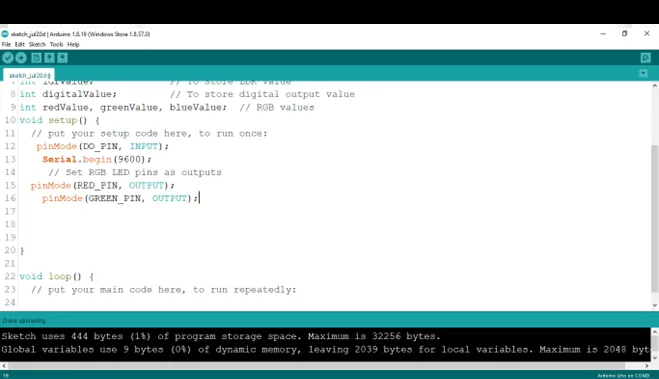 sketch_jul20d | Arduino 1.8.19 (Windows Store 1.8.57.0)
File Edit Sketch Tools Help
sketch_jul20d §
7 int ldrValue; // To store LDR value
8 int digitalValue; // To store digital output value
9 int redValue, greenValue, blueValue; // RGB values
10 void setup() {
11 // put your setup code here, to run once:
12 pinMode(DO_PIN, INPUT);
13 Serial.begin(9600);
14 // Set RGB LED pins as outputs
15 pinMode(RED_PIN, OUTPUT);
16 pinMode(GREEN_PIN, OUTPUT);
17
18
19
20 }
21
22 void loop() {
23 // put your main code here, to run repeatedly:
24
Done uploading.
Sketch uses 444 bytes (1%) of program storage space. Maximum is 32256 bytes.
Global variables use 9 bytes (0%) of dynamic memory, leaving 2039 bytes for local variables. Maximum is 2048 byt
16 Arduino Uno on COM3